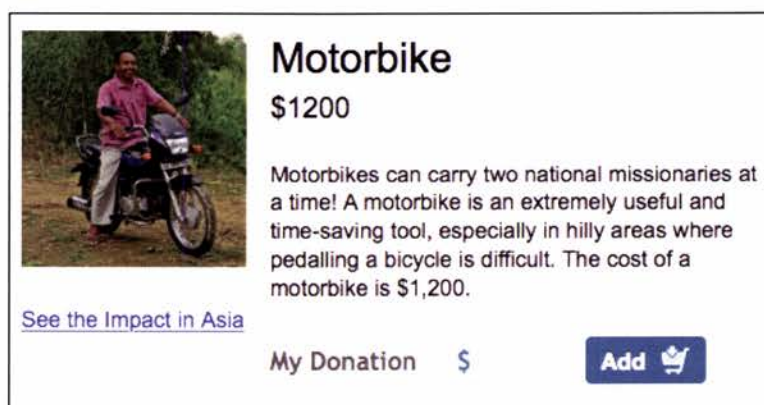 Motorbike
$1200
Motorbikes can carry two national missionaries at
a time! A motorbike is an extremely useful and
time-saving tool, especially in hilly areas where
pedalling a bicycle is difficult. The cost of a
motorbike is $1,200.
See the Impact in Asia
My Donation $
Add